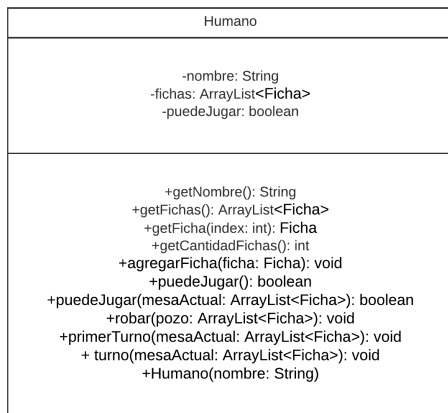 Humano
-nombre: String
-fichas: ArrayList<Ficha>
-puedeJugar: boolean
+getNombre(): String
+getFichas(): ArrayList<Ficha>
+getFicha(index: int): Ficha
+getCantidadFichas(): int
+agregarFicha(ficha: Ficha): void
+puedeJugar(): boolean
+puedeJugar(mesaActual: ArrayList<Ficha>): boolean
+robar(pozo: ArrayList<Ficha>): void
+primerTurno(mesaActual: ArrayList<Ficha>): void
+ turno(mesaActual: ArrayList<Ficha>): void
+Humano(nombre: String)